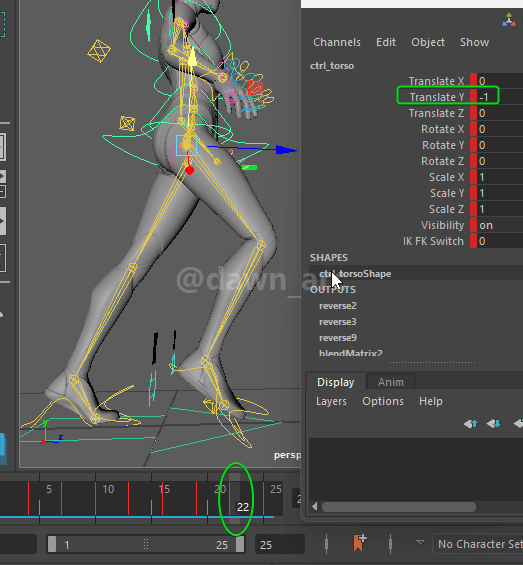 Channels Edit Object Show
ctrl_torso
Translate X 0
Translate Y -1
Translate Z 0
Rotate X 0
Rotate Y 0
Rotate Z 0
Scale X 1
Scale Y 1
Scale Z 1
Visibility on
IK FK Switch 0
SHAPES
ctrl_torsoShape
OUTPUTS
reverse2
reverse3
reverse9
blendMatrix2
Display Anim
Layers Options Help
@dawn_
z
persp
5 10 15 20 25
22
1 25 25
No Character Set